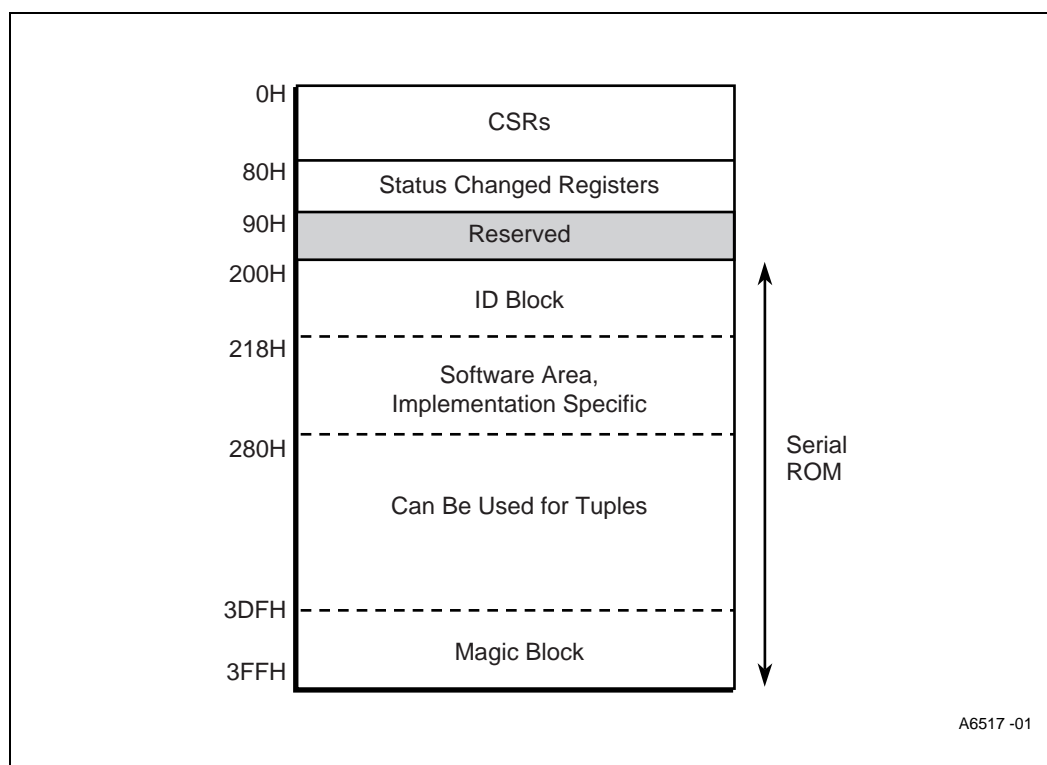 0H
CSRs
80H
Status Changed Registers
90H
Reserved
200H
ID Block
218H
Software Area,
Implementation Specific
280H
Serial
ROM
Can Be Used for Tuples
3DFH
Magic Block
3FFH
A6517 -01